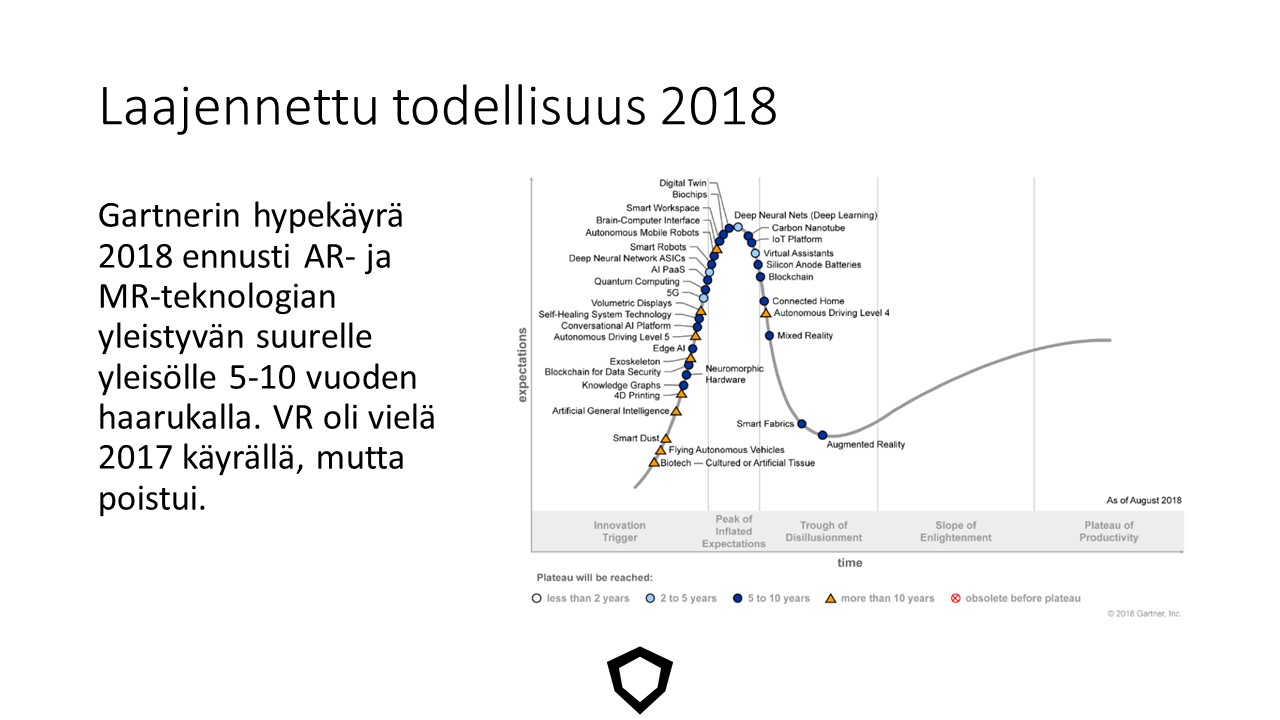 Laajennettu todellisuus 2018
Gartnerin hypekäyrä
2018 ennusti AR- ja
MR-teknologian
yleistyvän suurelle
yleisölle 5-10 vuoden
haarukalla. VR oli vielä
2017 käyrällä, mutta
poistui.
expectations
Digital Twin
Biochips
Smart Workspace
Brain-Computer Interface
Autonomous Mobile Robots
Smart Robots
Deep Neural Network ASICs
AI PaaS
Quantum Computing
5G
Volumetric Displays
Self-Healing System Technology
Conversational AI Platform
Autonomous Driving Level 5
Edge AI
Exoskeleton
Blockchain for Data Security
Neuromorphic
Hardware
Knowledge Graphs
4D Printing
Artificial General Intelligence
Smart Dust
Flying Autonomous Vehicles
Biotech — Cultured or Artificial Tissue
Deep Neural Nets (Deep Learning)
Carbon Nanotube
IoT Platform
Virtual Assistants
Silicon Anode Batteries
Blockchain
Connected Home
Autonomous Driving Level 4
Mixed Reality
Smart Fabrics
Augmented Reality
As of August 2018
Innovation
Trigger
Peak of
Inflated
Expectations
Trough of
Disillusionment
Slope of
Enlightenment
Plateau of
Productivity
time
Plateau will be reached:
less than 2 years
2 to 5 years
5 to 10 years
more than 10 years
obsolete before plateau
© 2018 Gartner, Inc.